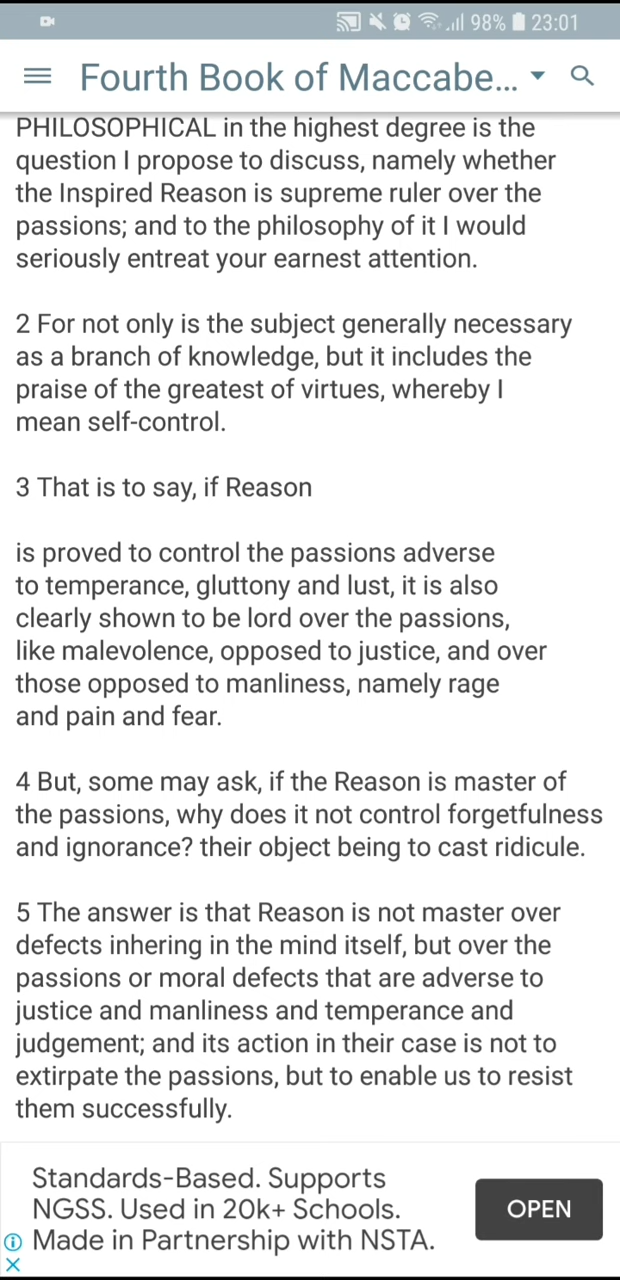 98% 23:01
Fourth Book of Maccabe...
PHILOSOPHICAL in the highest degree is the
question I propose to discuss, namely whether
the Inspired Reason is supreme ruler over the
passions; and to the philosophy of it I would
seriously entreat your earnest attention.
2 For not only is the subject generally necessary
as a branch of knowledge, but it includes the
praise of the greatest of virtues, whereby I
mean self-control.
3 That is to say, if Reason
is proved to control the passions adverse
to temperance, gluttony and lust, it is also
clearly shown to be lord over the passions,
like malevolence, opposed to justice, and over
those opposed to manliness, namely rage
and pain and fear.
4 But, some may ask, if the Reason is master of
the passions, why does it not control forgetfulness
and ignorance? their object being to cast ridicule.
5 The answer is that Reason is not master over
defects inhering in the mind itself, but over the
passions or moral defects that are adverse to
justice and manliness and temperance and
judgement; and its action in their case is not to
extirpate the passions, but to enable us to resist
them successfully.
Standards-Based. Supports
NGSS. Used in 20k+ Schools.
Made in Partnership with NSTA.
OPEN